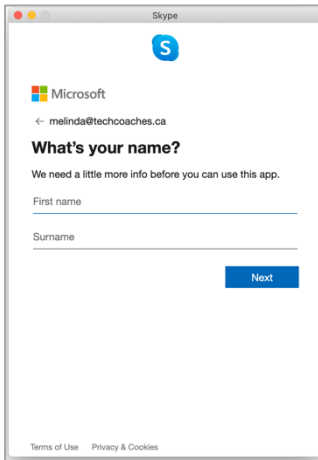 Skype
S
Microsoft
← melinda@techcoaches.ca
What's your name?
We need a little more info before you can use this app.
First name
Surname
Next
Terms of Use Privacy & Cookies